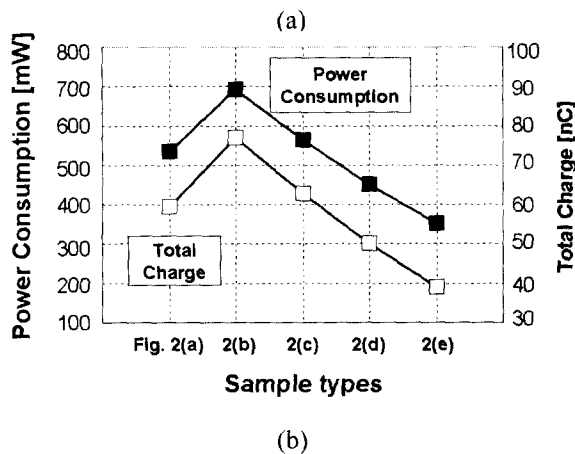 (a)
Power Consumption [mW]
800
700
600
500
400
300
200
100
Power
Consumption
Total
Charge
100
90
80
70
60
50
40
30
Total Charge [nC]
Fig. 2(a) 2(b) 2(c) 2(d) 2(e)
Sample types
(b)